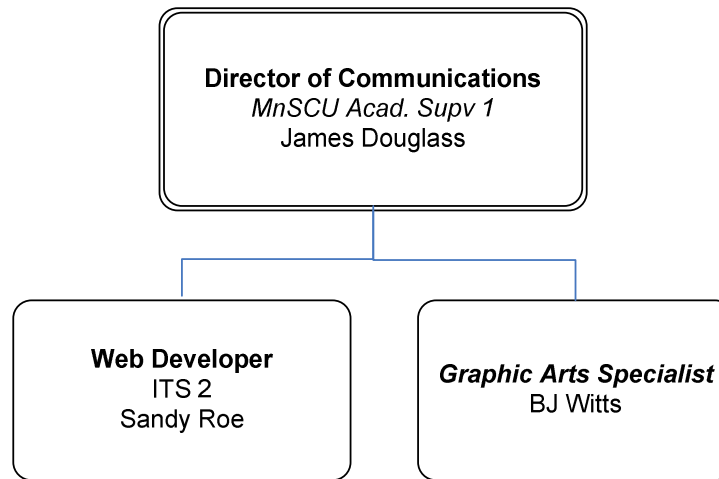 Director of Communications
MnSCU Acad. Supv 1
James Douglass
Web Developer
ITS 2
Sandy Roe
Graphic Arts Specialist
BJ Witts